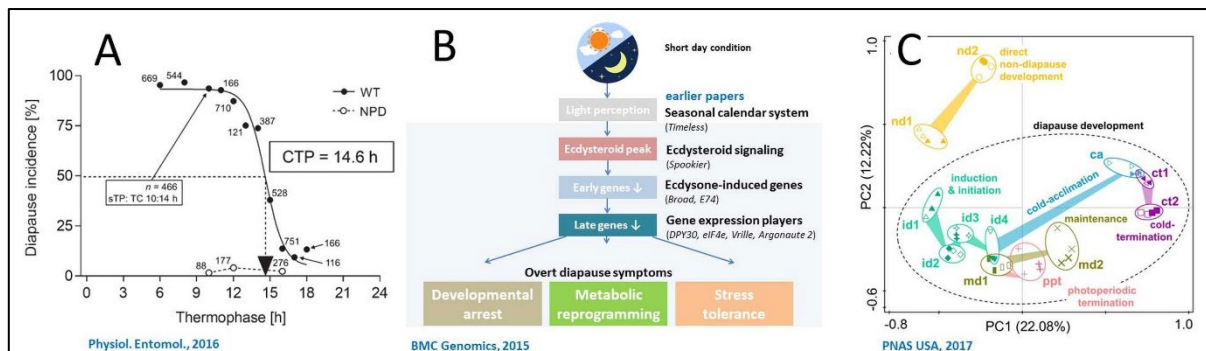 A
Diapause incidence [%]
100
75
50
25
0
669
544
166
710
121
387
528
751
166
116
88
177
276
WT
NPD
CTP = 14.6 h
n = 466
sTP: TC 10:14 h
0 3 6 9 12 15 18 21 24
Thermophase [h]
Physiol. Entomol., 2016
B
Short day condition
earlier papers
Light perception
Seasonal calendar system
(Timeless)
Ecdysteroid peak
Ecdysteroid signaling
(Spookier)
Early genes ↓
Ecdysone-induced genes
(Broad, E74)
Late genes ↓
Gene expression players
(DPY30, eIF4e, Vrille, Argonaute 2)
Overt diapause symptoms
Developmental
arrest
Metabolic
reprogramming
Stress
tolerance
BMC Genomics, 2015
C
1.0
PC2 (12.22%)
-0.6
nd2
direct
non-diapause
development
nd1
diapause development
ca
ct1
induction
& initiation
cold-acclimation
ct2
id1
id3
id4
maintenance
cold-
termination
id2
md1
ppt
md2
photoperiodic
termination
-0.8
PC1 (22.08%)
1.0
PNAS USA, 2017